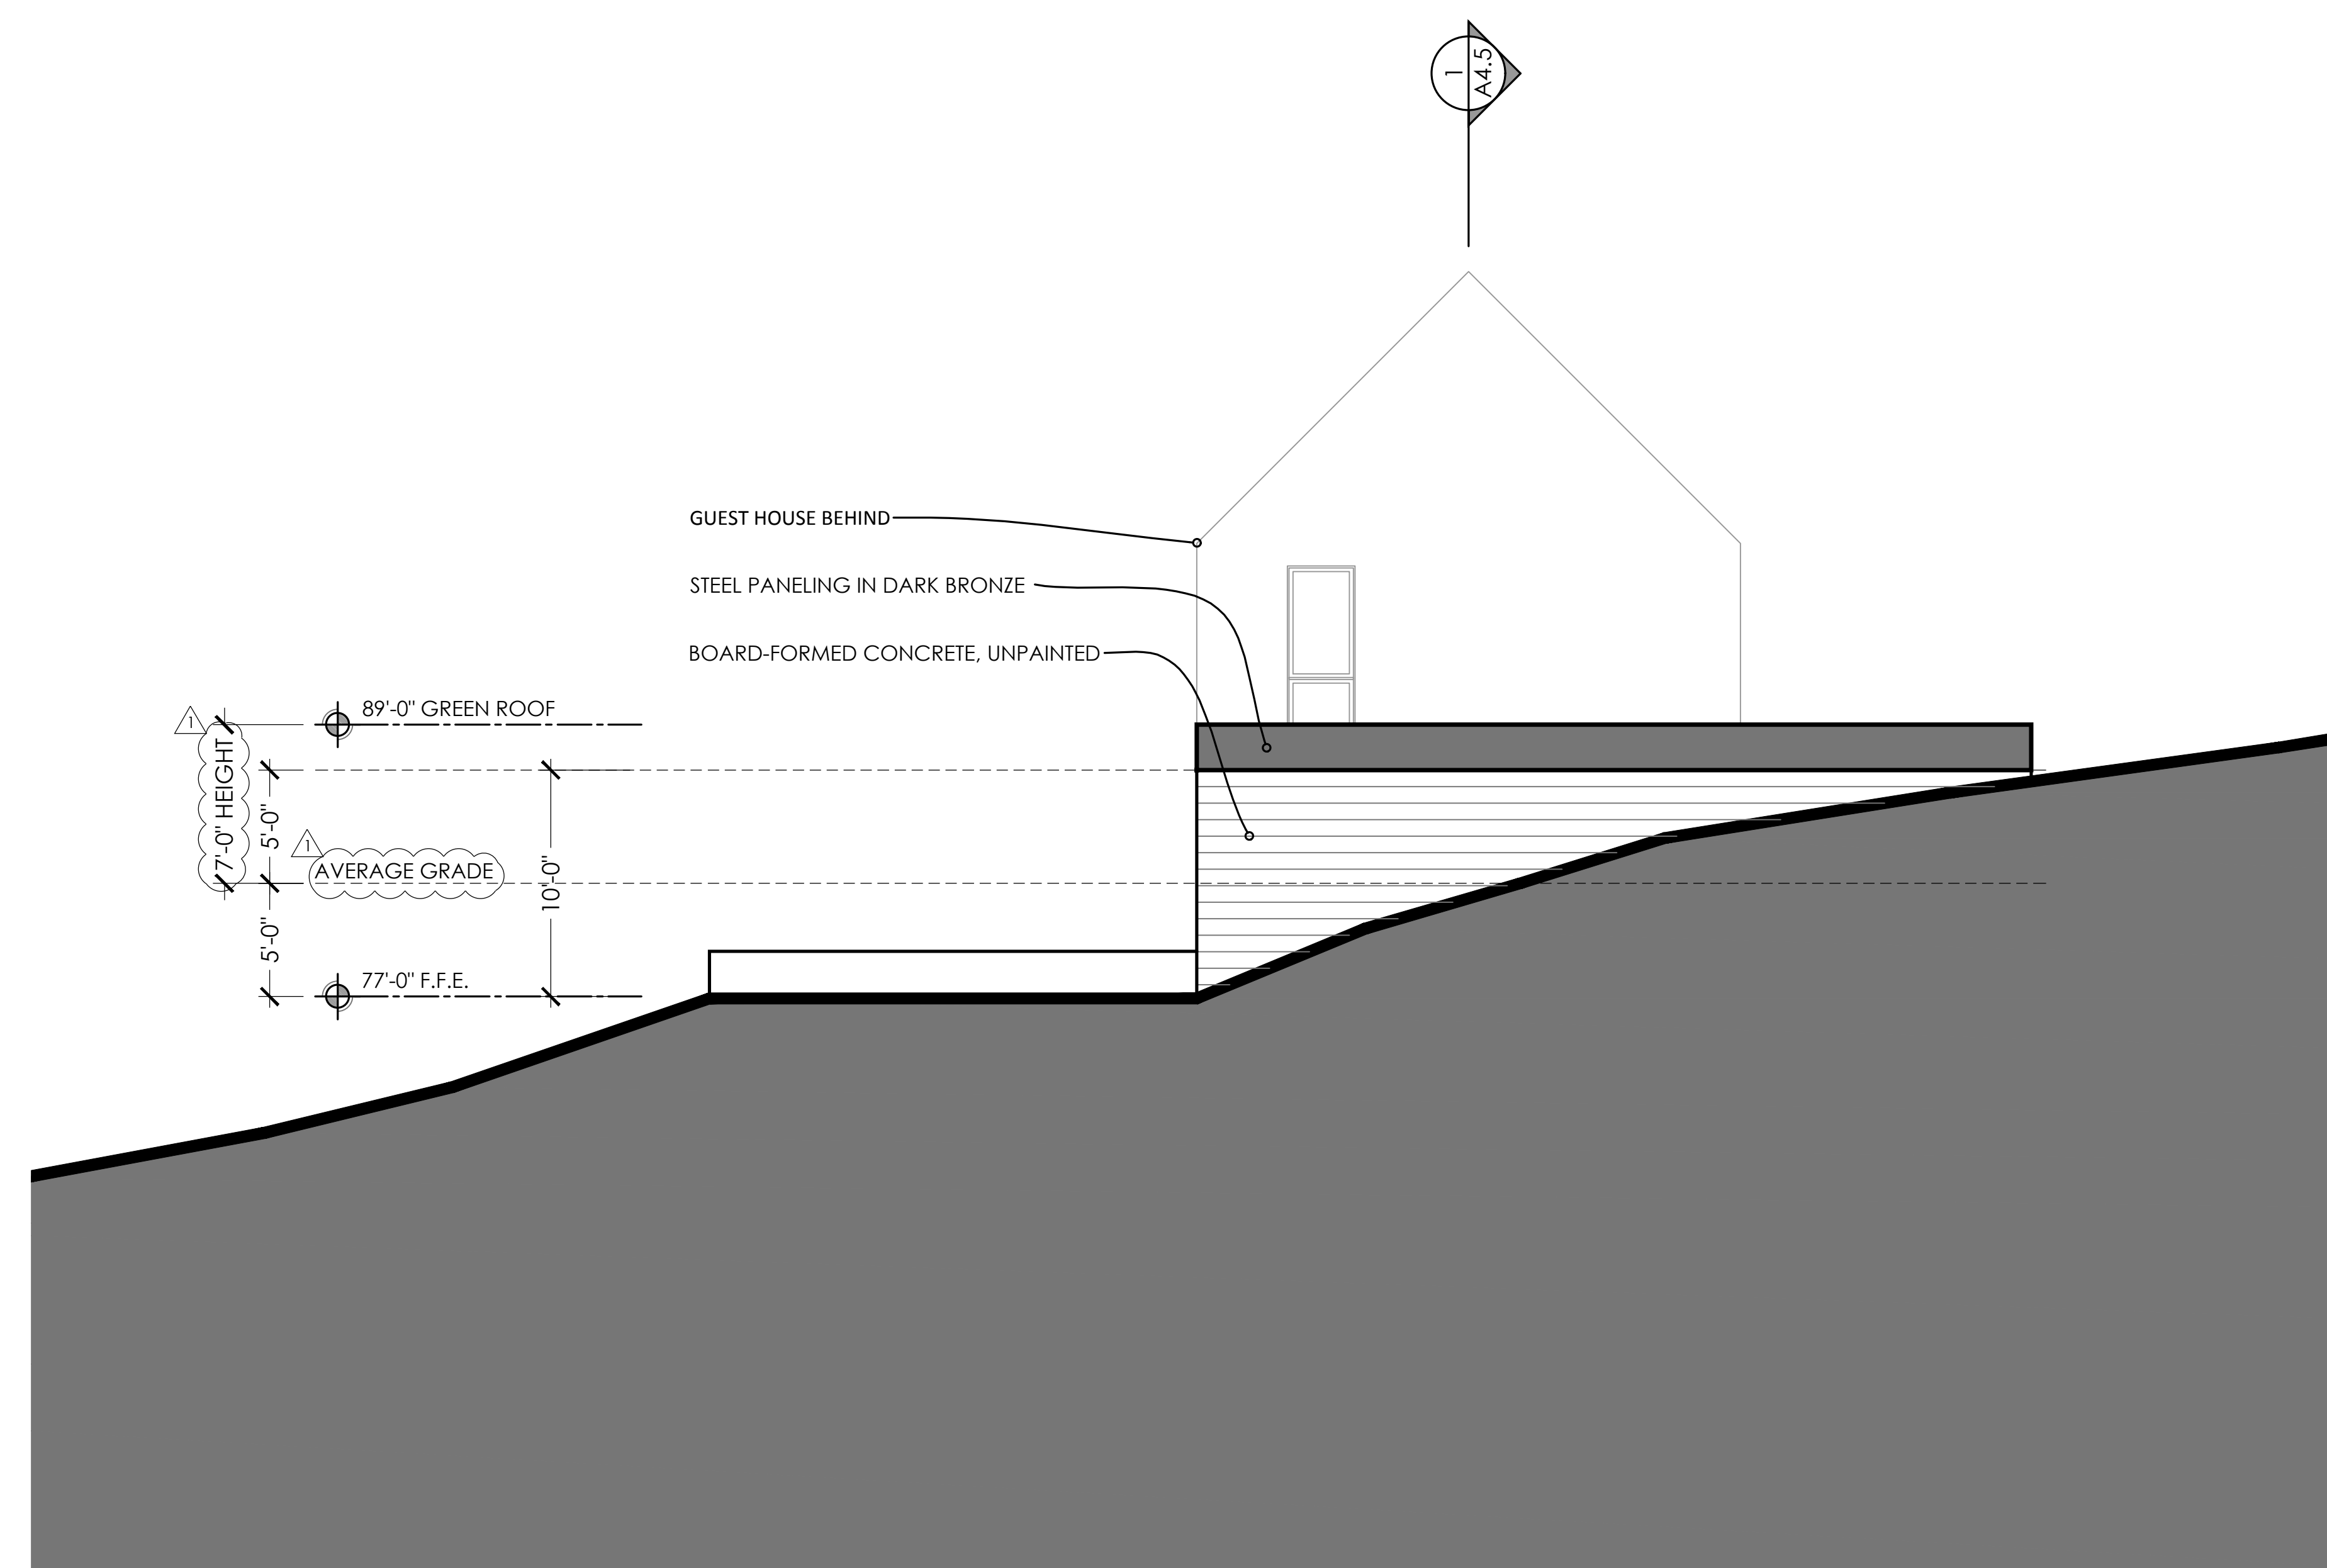 1
A4.5
GUEST HOUSE BEHIND
STEEL PANELING IN DARK BRONZE
BOARD-FORMED CONCRETE, UNPAINTED
89'-0" GREEN ROOF
1
7'-0" HEIGHT
5'-0"
1
AVERAGE GRADE
10'-0"
5'-0"
77'-0" F.F.E.